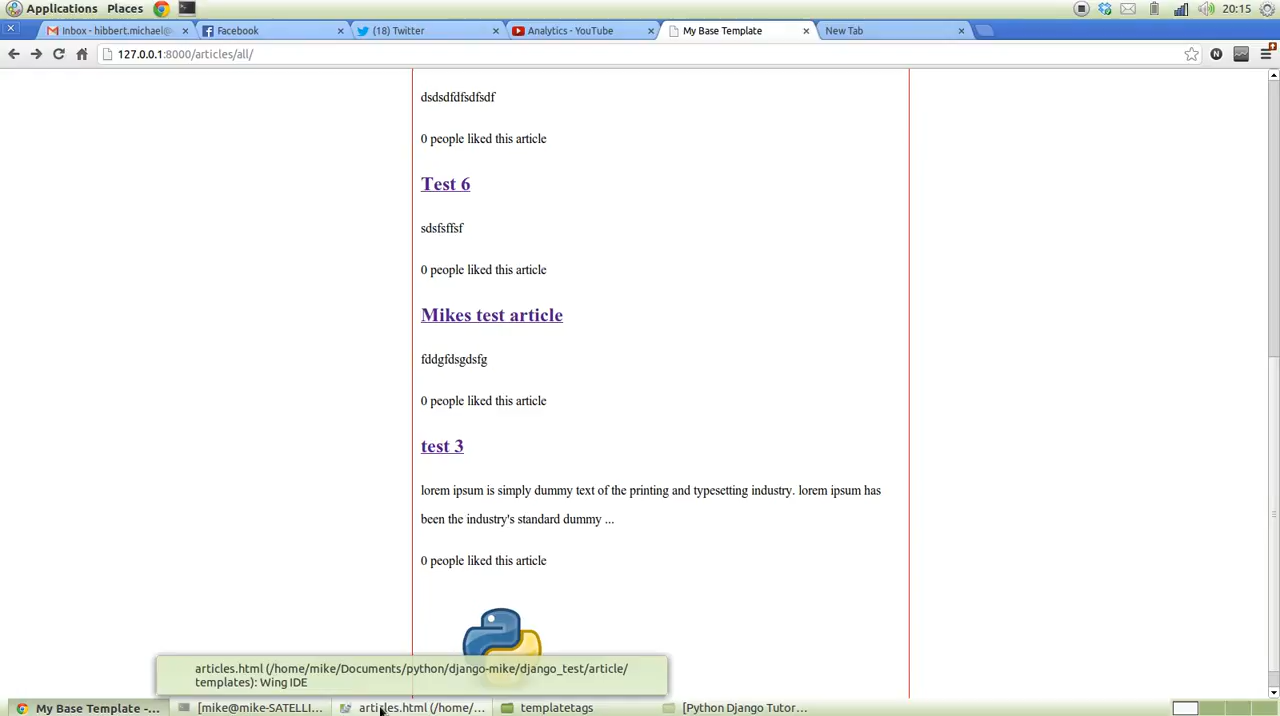 Applications Places 20:15
Inbox - hibbert.michael@ Facebook (18) Twitter Analytics - YouTube My Base Template New Tab
127.0.0.1:8000/articles/all/
dsdsdfdfsdfsdf
0 people liked this article
Test 6
sdsfsffsf
0 people liked this article
Mikes test article
fddgfdsgdsfg
0 people liked this article
test 3
lorem ipsum is simply dummy text of the printing and typesetting industry. lorem ipsum has
been the industry's standard dummy ...
0 people liked this article
articles.html (/home/mike/Documents/python/django-mike/django_test/article/
templates): Wing IDE
My Base Template -... [mike@mike-SATELLI... articles.html (/home/... templatetags [Python Django Tutor...